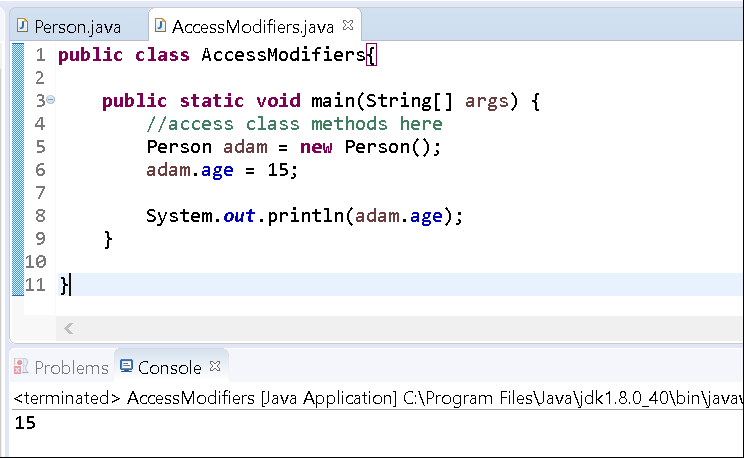 Person.java AccessModifiers.java
1 public class AccessModifiers{
2
3 public static void main(String[] args) {
4 //access class methods here
5 Person adam = new Person();
6 adam.age = 15;
7
8 System.out.println(adam.age);
9 }
10
11 }
Problems Console
<terminated> AccessModifiers [Java Application] C:\Program Files\Java\jdk1.8.0_40\bin\java
15